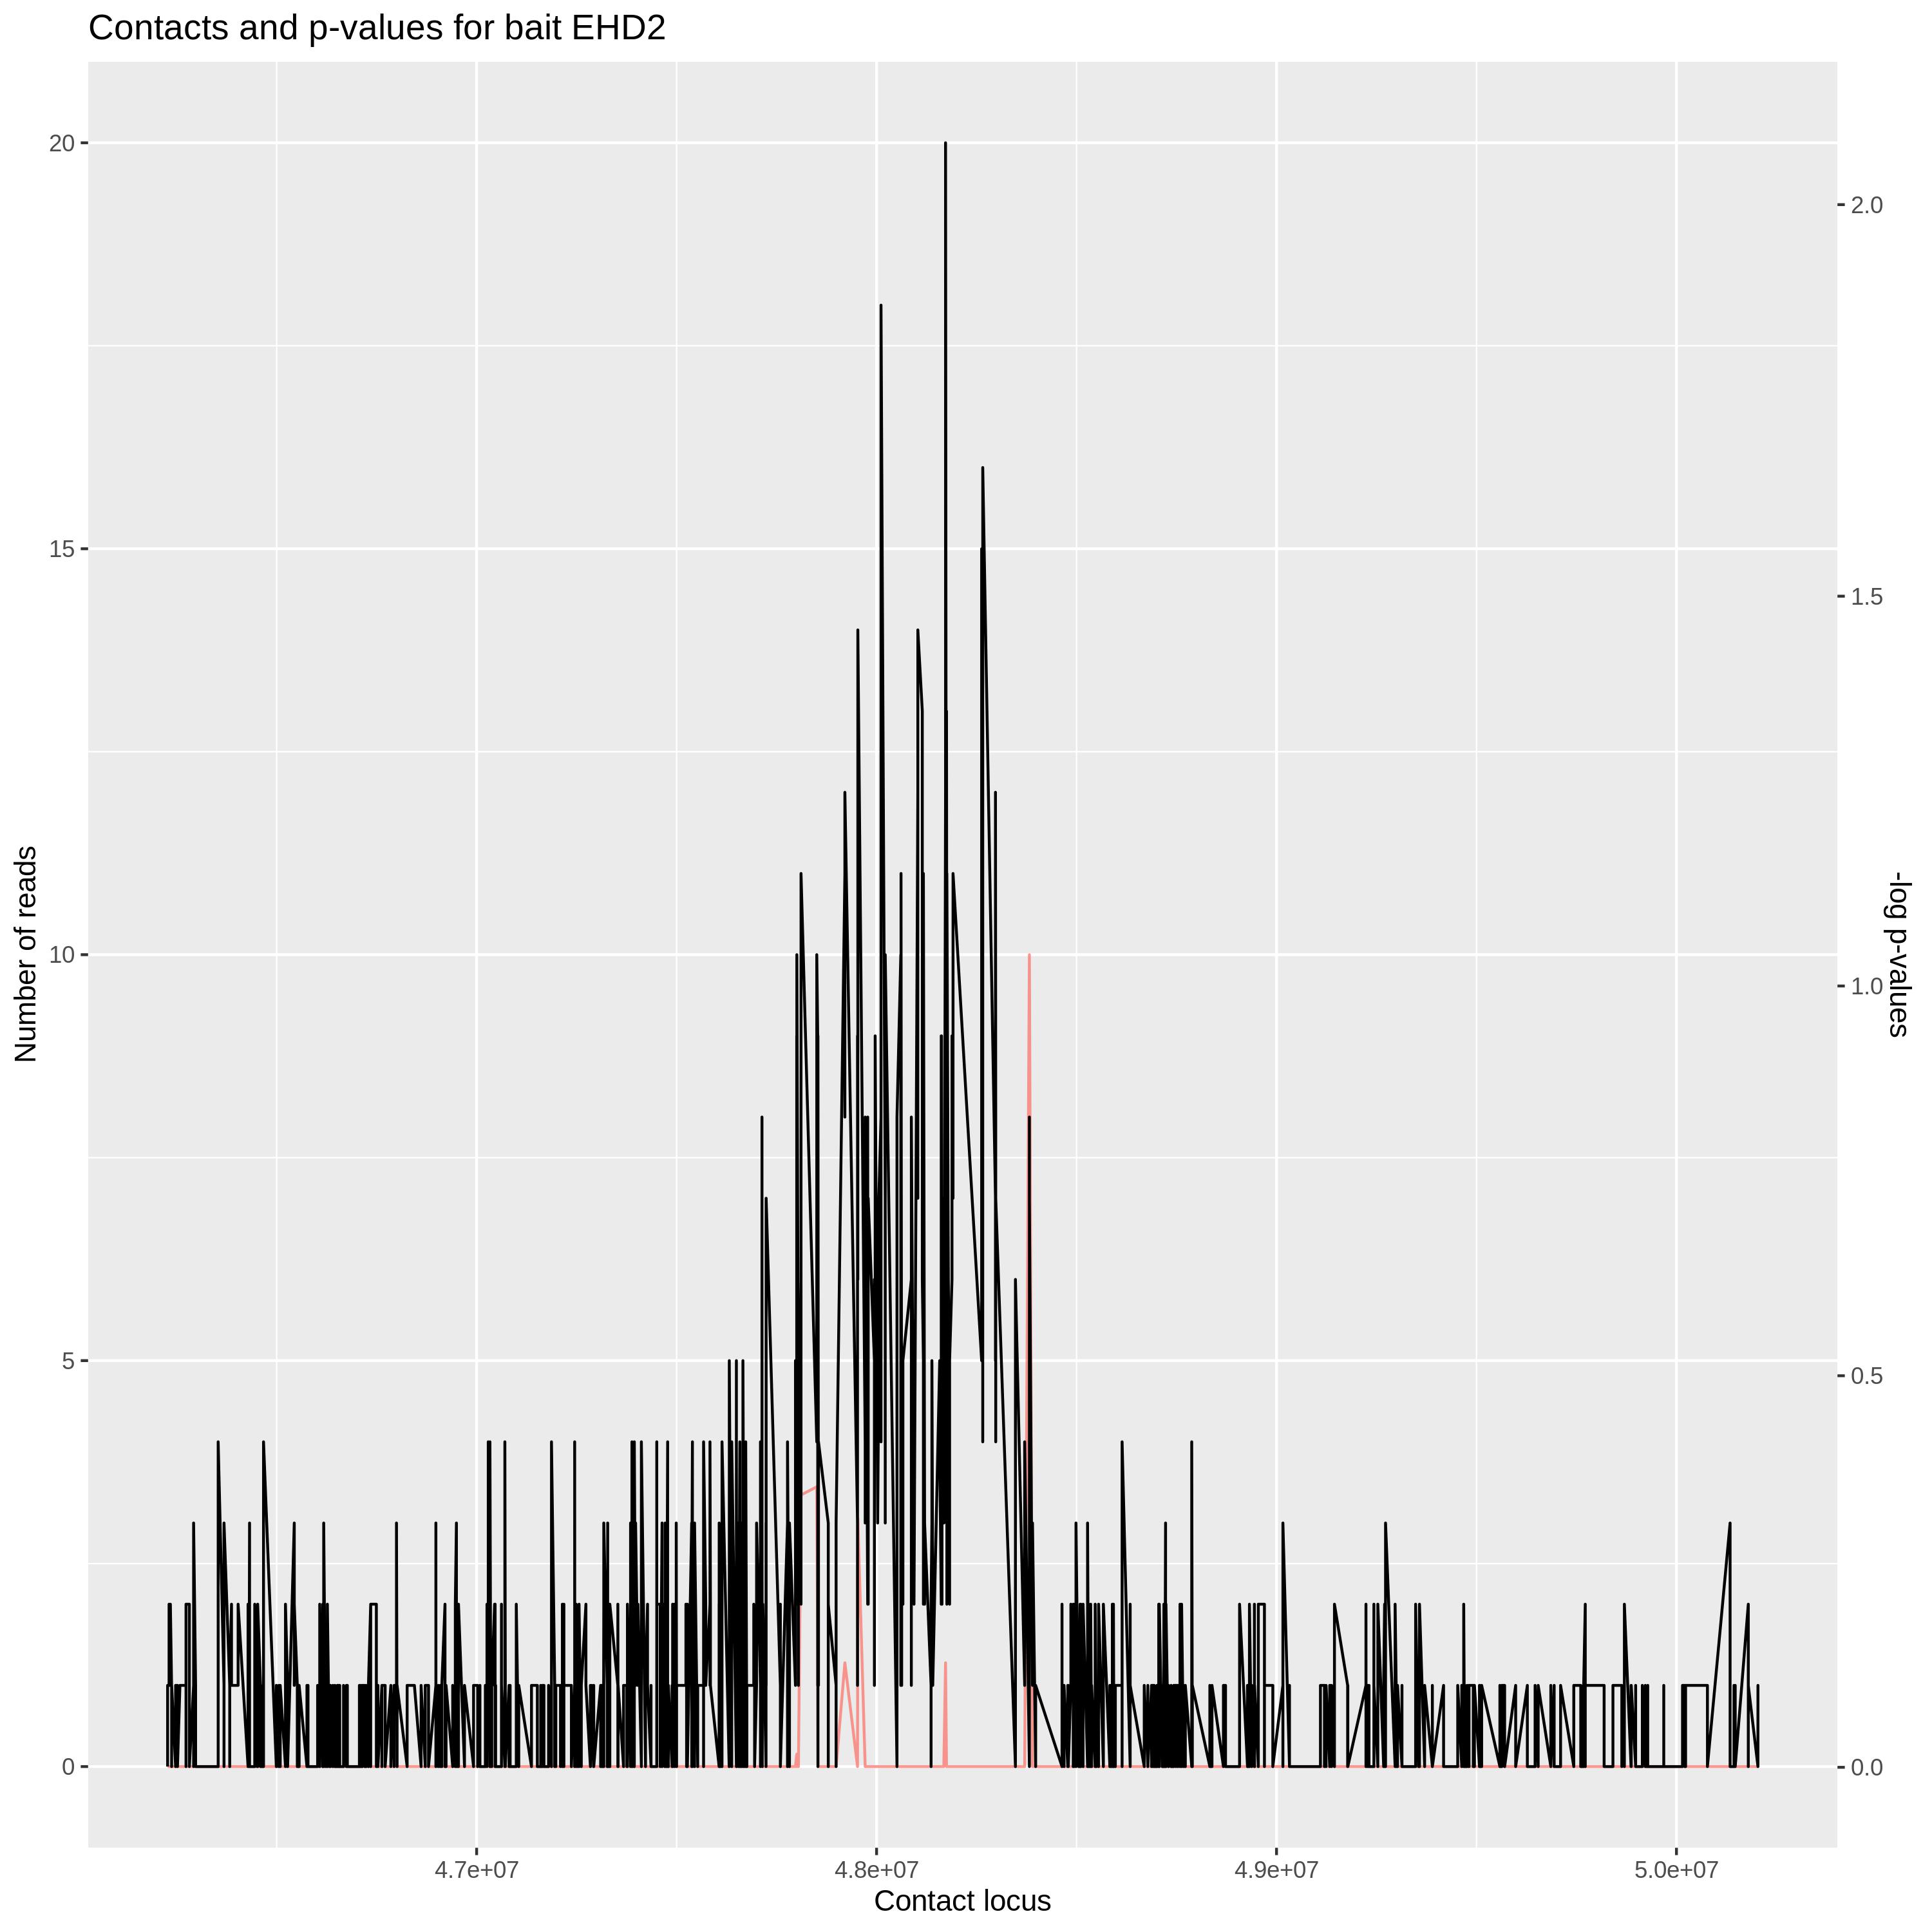 Contacts and p-values for bait EHD2
20
15
10
5
0
Number of reads
2.0
1.5
1.0
0.5
0.0
-log p-values
4.7e+07
4.8e+07
4.9e+07
5.0e+07
Contact locus